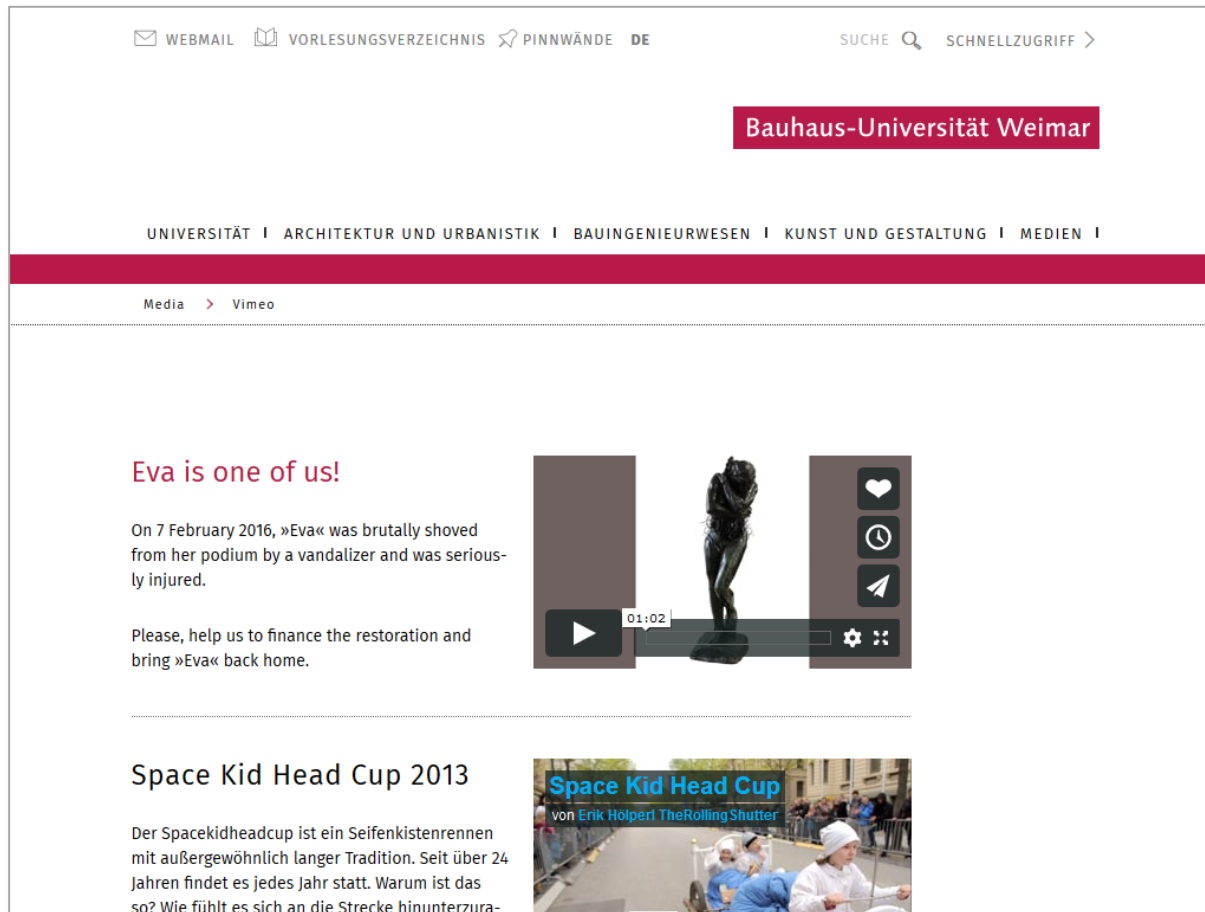 WEBMAIL VORLESUNGSVERZEICHNIS PINNWÄNDE DE SUCHE SCHNELLZUGRIFF
Bauhaus-Universität Weimar
UNIVERSITÄT I ARCHITEKTUR UND URBANISTIK I BAUINGENIEURWESEN I KUNST UND GESTALTUNG I MEDIEN I
Media > Vimeo
Eva is one of us!
On 7 February 2016, »Eva« was brutally shoved
from her podium by a vandalizer and was serious-
ly injured.
Please, help us to finance the restoration and
bring »Eva« back home.
01:02
Space Kid Head Cup 2013
Der Spacekidheadcup ist ein Seifenkistenrennen
mit außergewöhnlich langer Tradition. Seit über 24
Jahren findet es jedes Jahr statt. Warum ist das
so? Wie fühlt es sich an die Strecke hinunterzura-
Space Kid Head Cup
von Erik Hölperl TheRollingShutter